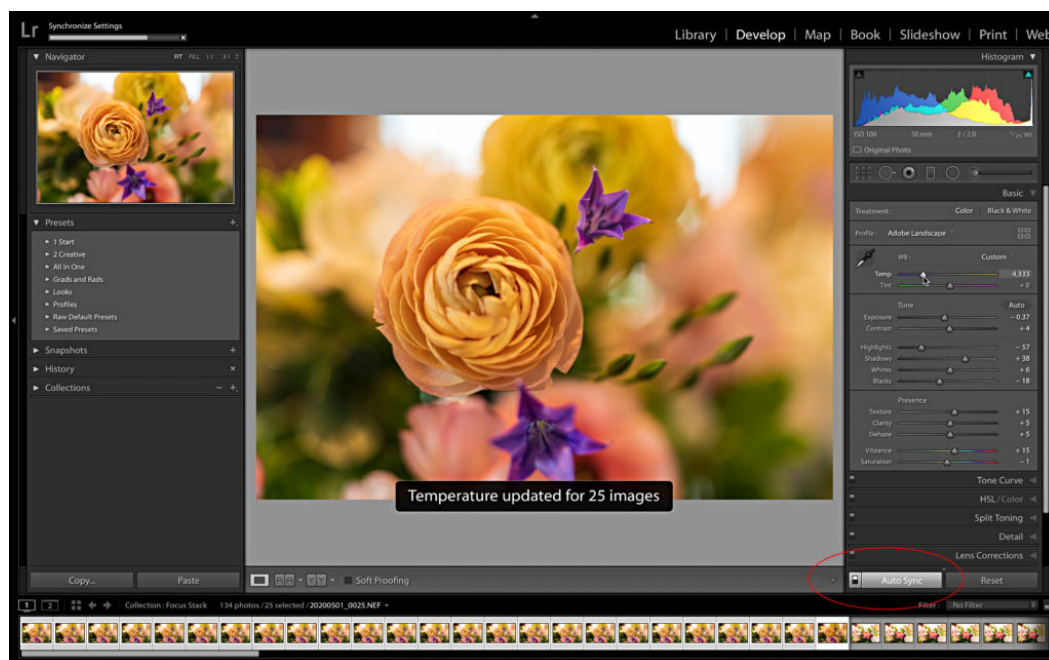 Lr Synchronize Settings
Library | Develop | Map | Book | Slideshow | Print | Web
Navigator FIT FILL 1:1 3:1
Presets +
1 Start
2 Creative
All In One
Grads and Rads
Looks
Profiles
Raw Default Presets
Saved Presets
Snapshots +
History ×
Collections − +
Copy... Paste
Temperature updated for 25 images
Soft Proofing
Histogram
ISO 100 50 mm ƒ / 2.0 1/25 sec
Original Photo
Basic
Treatment : Color Black & White
Profile : Adobe Landscape
WB : Custom
Temp 4,333
Tint + 8
Tone Auto
Exposure − 0.37
Contrast + 4
Highlights − 57
Shadows + 38
Whites + 6
Blacks − 18
Presence
Texture + 15
Clarity + 5
Dehaze + 5
Vibrance + 15
Saturation − 1
Tone Curve
HSL / Color
Split Toning
Detail
Lens Corrections
Auto Sync Reset
1 2 Collection : Focus Stack 134 photos / 25 selected / 20200501_0025.NEF Filter : No Filter